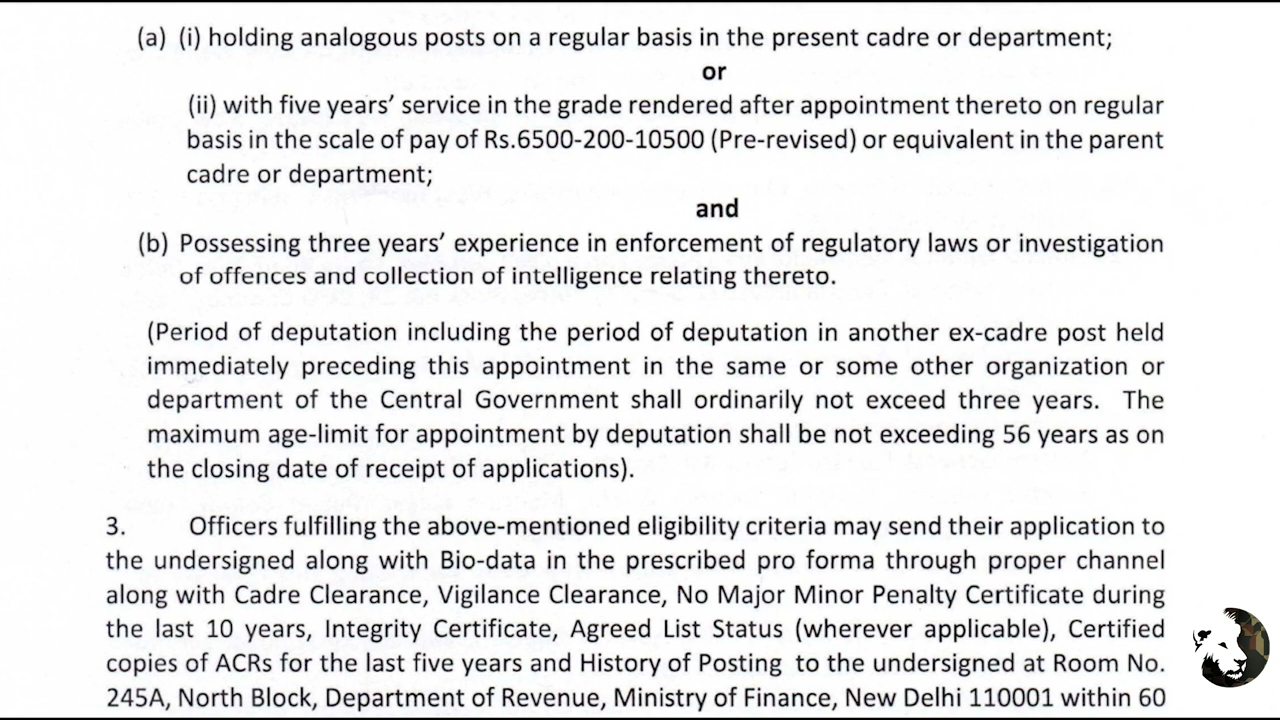 (a) (i) holding analogous posts on a regular basis in the present cadre or department;
or
(ii) with five years’ service in the grade rendered after appointment thereto on regular
basis in the scale of pay of Rs.6500-200-10500 (Pre-revised) or equivalent in the parent
cadre or department;
and
(b) Possessing three years’ experience in enforcement of regulatory laws or investigation
of offences and collection of intelligence relating thereto.
(Period of deputation including the period of deputation in another ex-cadre post held
immediately preceding this appointment in the same or some other organization or
department of the Central Government shall ordinarily not exceed three years. The
maximum age-limit for appointment by deputation shall be not exceeding 56 years as on
the closing date of receipt of applications).
3. Officers fulfilling the above-mentioned eligibility criteria may send their application to
the undersigned along with Bio-data in the prescribed pro forma through proper channel
along with Cadre Clearance, Vigilance Clearance, No Major Minor Penalty Certificate during
the last 10 years, Integrity Certificate, Agreed List Status (wherever applicable), Certified
copies of ACRs for the last five years and History of Posting to the undersigned at Room No.
245A, North Block, Department of Revenue, Ministry of Finance, New Delhi 110001 within 60